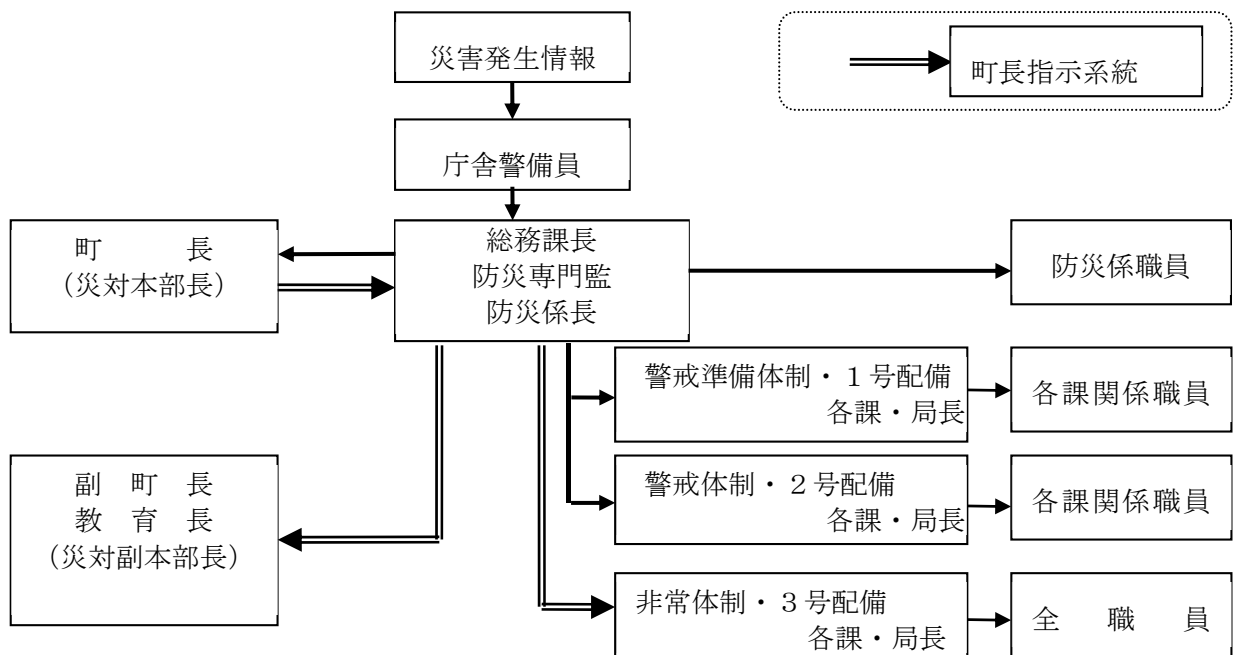 災害発生情報
町長指示系統
庁舎警備員
町　　　長
（災対本部長）
総務課長
防災専門監
防災係長
防災係職員
警戒準備体制・１号配備
各課・局長
各課関係職員
副　町　長
教　育　長
（災対副本部長）
警戒体制・２号配備
各課・局長
各課関係職員
非常体制・３号配備
各課・局長
全　職　員